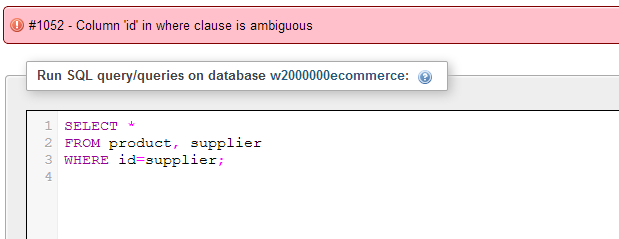 #1052 - Column 'id' in where clause is ambiguous
Run SQL query/queries on database w2000000ecommerce:
1 SELECT *
2 FROM product, supplier
3 WHERE id=supplier;
4